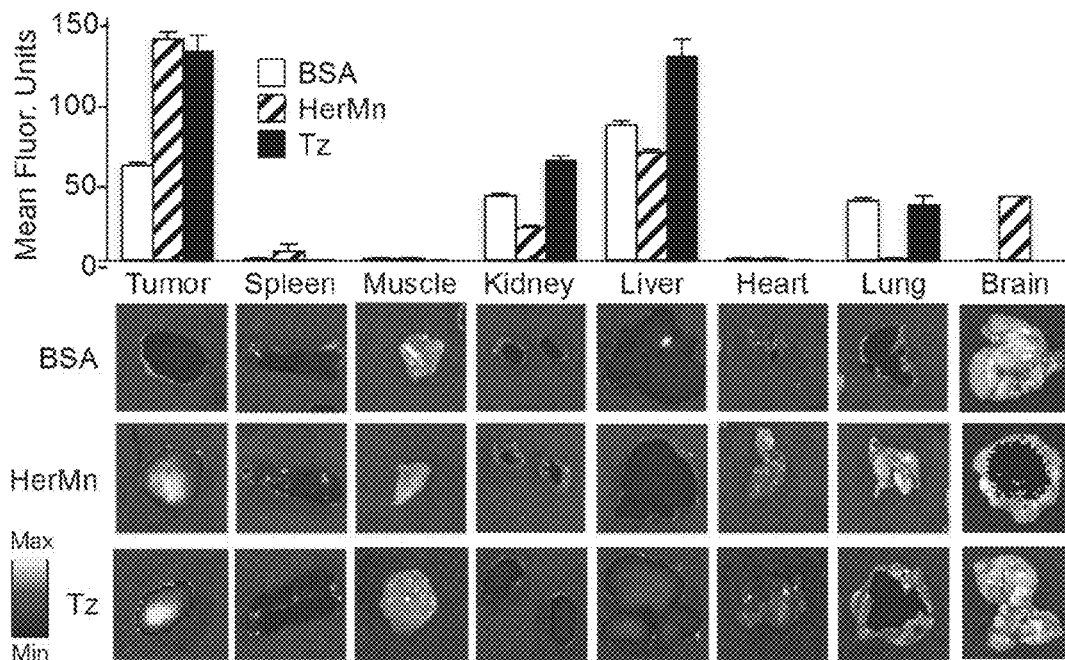 150
100
50
0
Mean Fluor. Units
BSA
HerMn
Tz
Tumor Spleen Muscle Kidney Liver Heart Lung Brain
BSA
HerMn
Max
Tz
Min